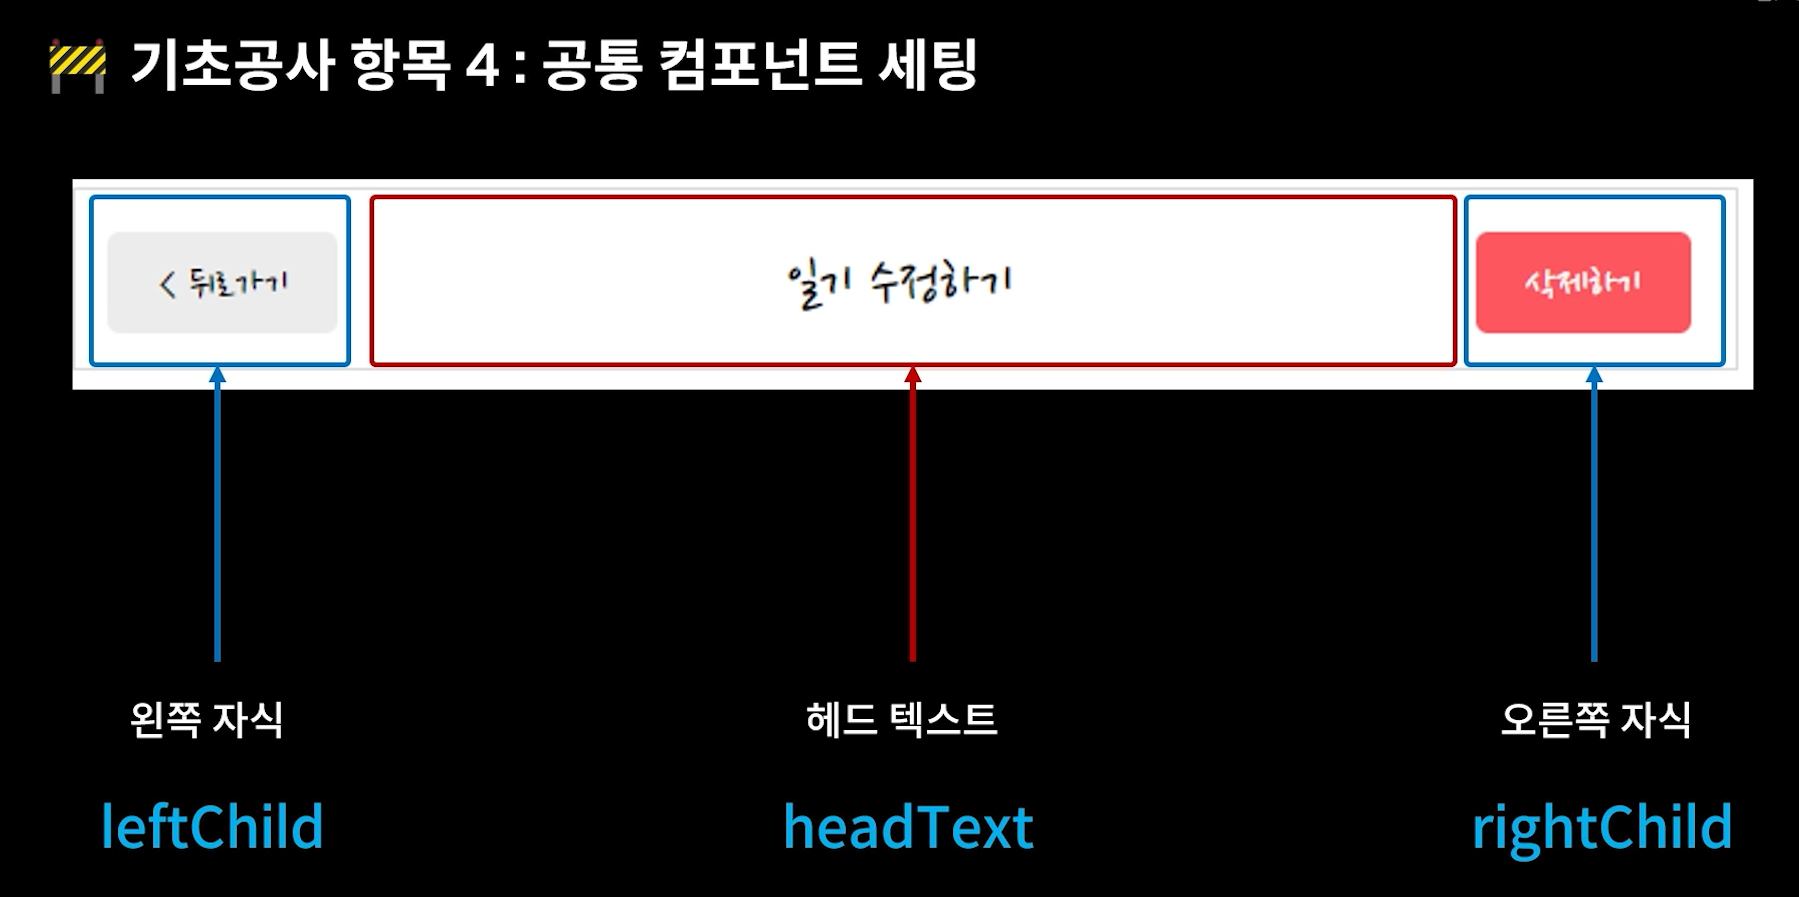 기초공사 항목 4 : 공통 컴포넌트 세팅
< 뒤로가기
일기 수정하기
삭제하기
왼쪽 자식
헤드 텍스트
오른쪽 자식
leftChild
headText
rightChild